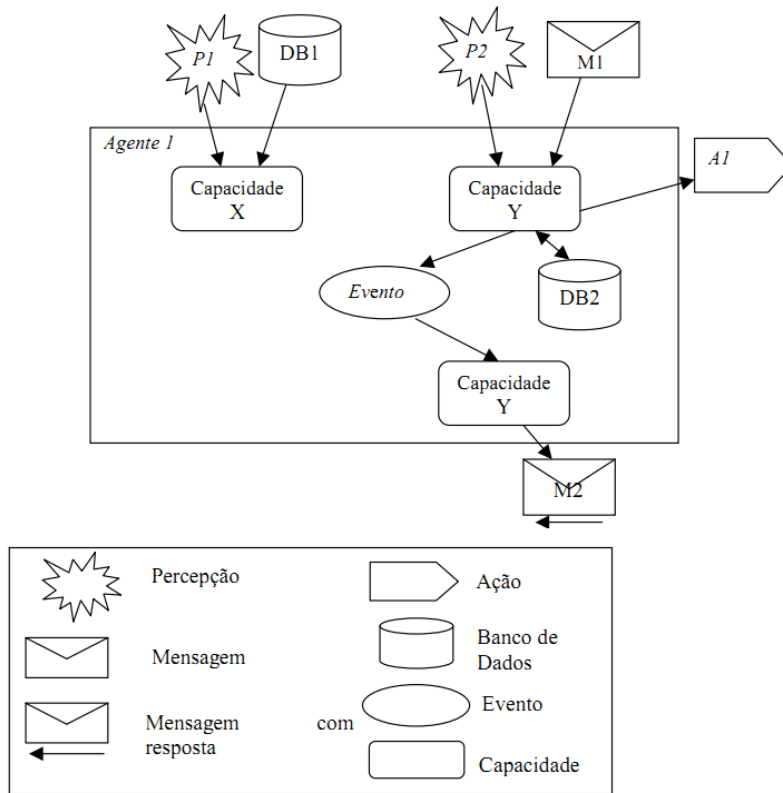 P1
DB1
P2
M1
Agente 1
A1
Capacidade
X
Capacidade
Y
Evento
DB2
Capacidade
Y
M2
Percepção
Ação
Mensagem
Banco de
Dados
Mensagem com
resposta
Evento
Capacidade